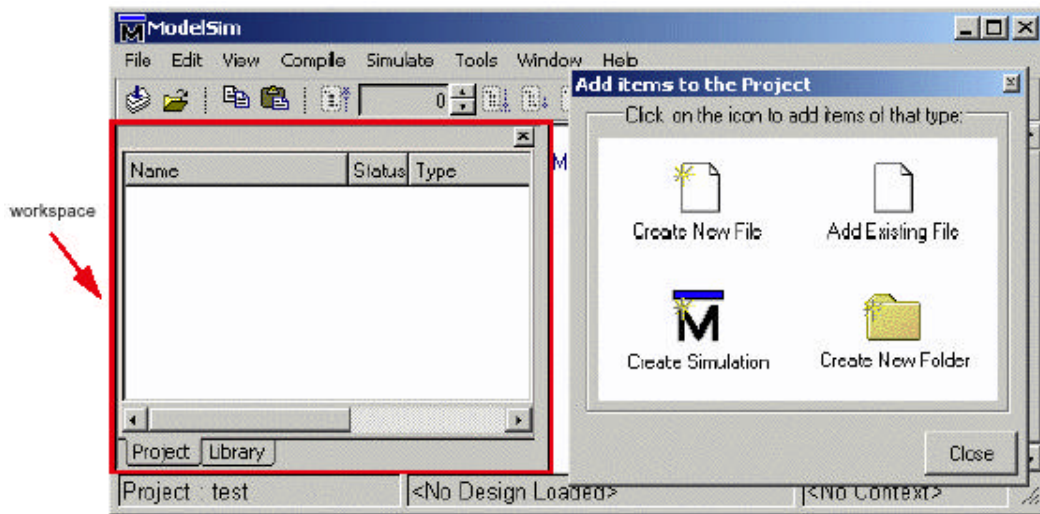 ModelSim
File Edit View Compile Simulate Tools Window Help
Add items to the Project
0
Click on the icon to add items of that type:
Name Status Type
M
Create New File Add Existing File
workspace
M
Create Simulation Create New Folder
Project Library
Close
Project : test <No Design Loaded> <No Context>